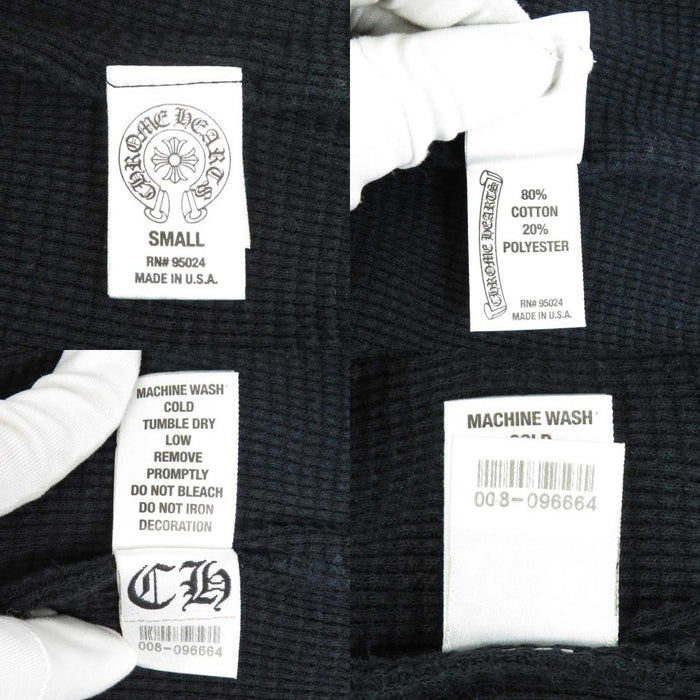 CHROME HEARTS
SMALL
RN# 95024
MADE IN U.S.A.
CHROME HEARTS
80%
COTTON
20%
POLYESTER
RN# 95024
MADE IN U.S.A.
MACHINE WASH
COLD
TUMBLE DRY
LOW
REMOVE
PROMPTLY
DO NOT BLEACH
DO NOT IRON
DECORATION
CH
008-096664
MACHINE WASH
COLD
008-096664